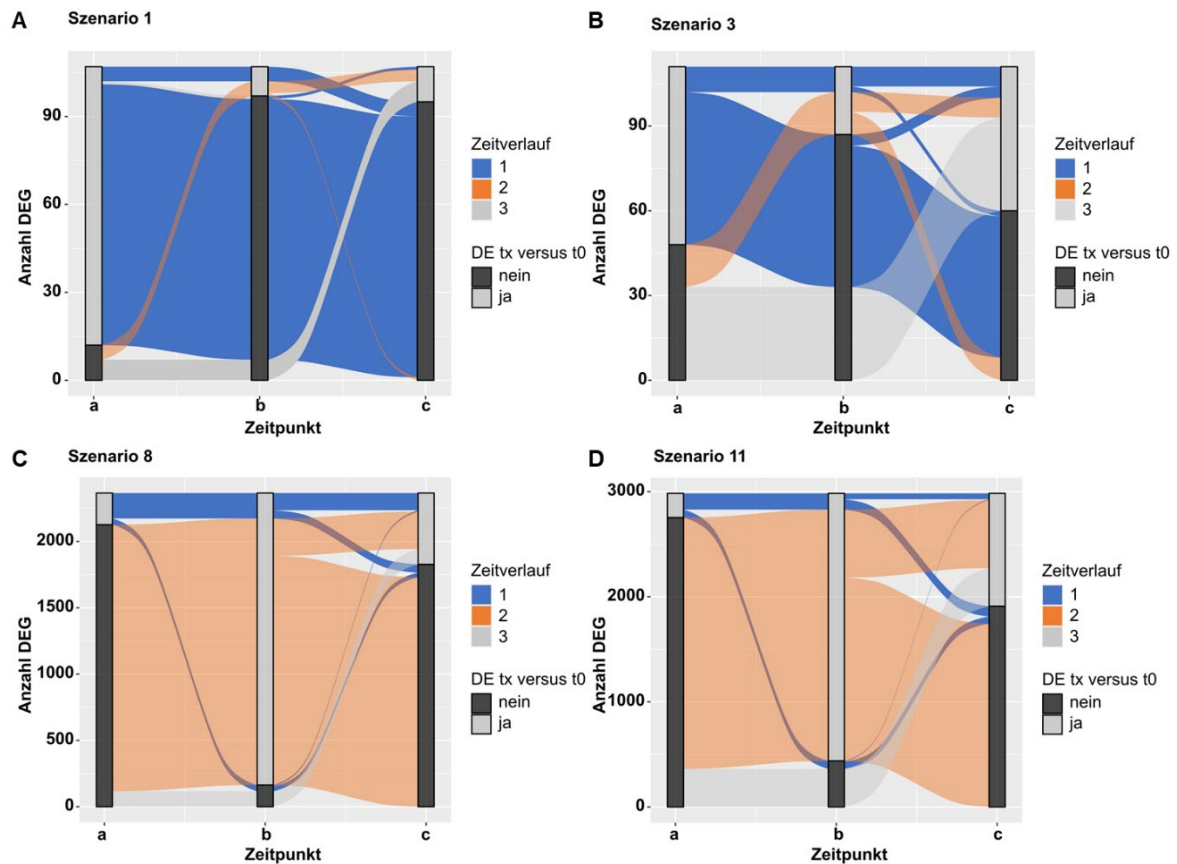 A
Szenario 1
Anzahl DEG
90
60
30
0
a
b
c
Zeitpunkt
Zeitverlauf
1
2
3
DE tx versus t0
nein
ja
B
Szenario 3
Anzahl DEG
90
60
30
0
a
b
c
Zeitpunkt
Zeitverlauf
1
2
3
DE tx versus t0
nein
ja
C
Szenario 8
Anzahl DEG
2000
1500
1000
500
0
a
b
c
Zeitpunkt
Zeitverlauf
1
2
3
DE tx versus t0
nein
ja
D
Szenario 11
Anzahl DEG
3000
2000
1000
0
a
b
c
Zeitpunkt
Zeitverlauf
1
2
3
DE tx versus t0
nein
ja